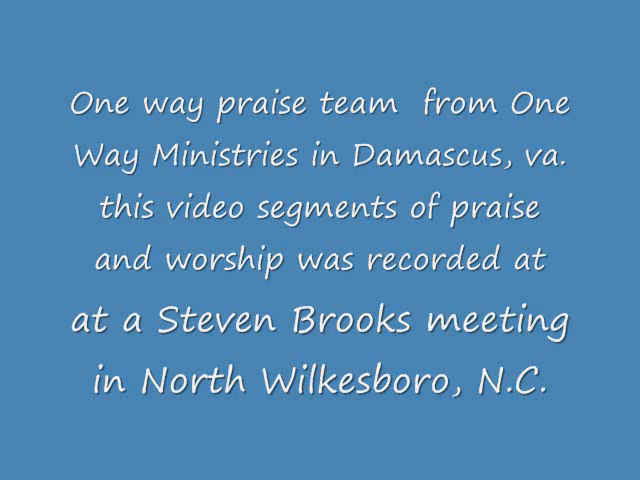 One way praise team  from One
Way Ministries in Damascus, va.
this video segments of praise
and worship was recorded at
at a Steven Brooks meeting
in North Wilkesboro, N.C.